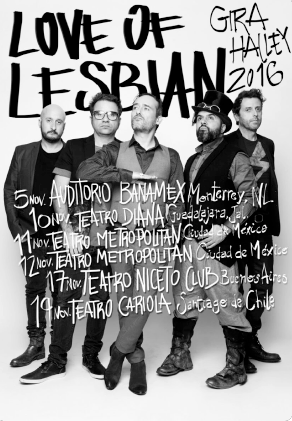 LOVE OF
LESBIAN
GIRA
HALLEY
2016
5 NOV. AUDITORIO BANAMEX Monterrey, NL.
10 NOV. TEATRO DIANA Guadalajara, Jal.
11 NOV. TEATRO METROPOLITAN Ciudad de México
12 NOV. TEATRO METROPOLITAN Ciudad de México
17 NOV. TEATRO NICETO CLUB Buenos Aires
19 NOV. TEATRO CARIOLA, Santiago de Chile